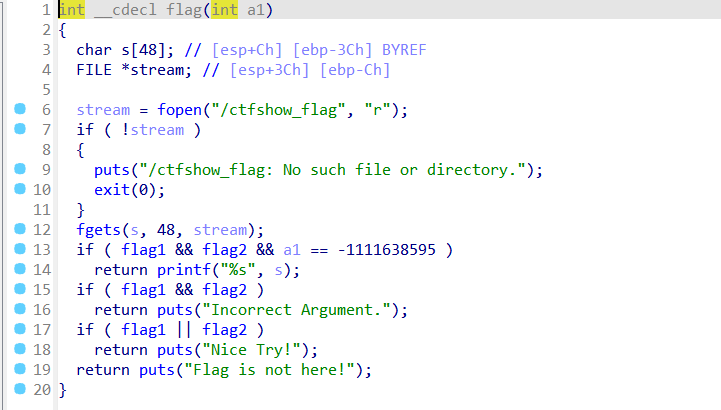 1 int __cdecl flag(int a1)
2 {
3 char s[48]; // [esp+Ch] [ebp-3Ch] BYREF
4 FILE *stream; // [esp+3Ch] [ebp-Ch]
5
6 stream = fopen("/ctfshow_flag", "r");
7 if ( !stream )
8 {
9 puts("/ctfshow_flag: No such file or directory.");
10 exit(0);
11 }
12 fgets(s, 48, stream);
13 if ( flag1 && flag2 && a1 == -1111638595 )
14 return printf("%s", s);
15 if ( flag1 && flag2 )
16 return puts("Incorrect Argument.");
17 if ( flag1 || flag2 )
18 return puts("Nice Try!");
19 return puts("Flag is not here!");
20 }